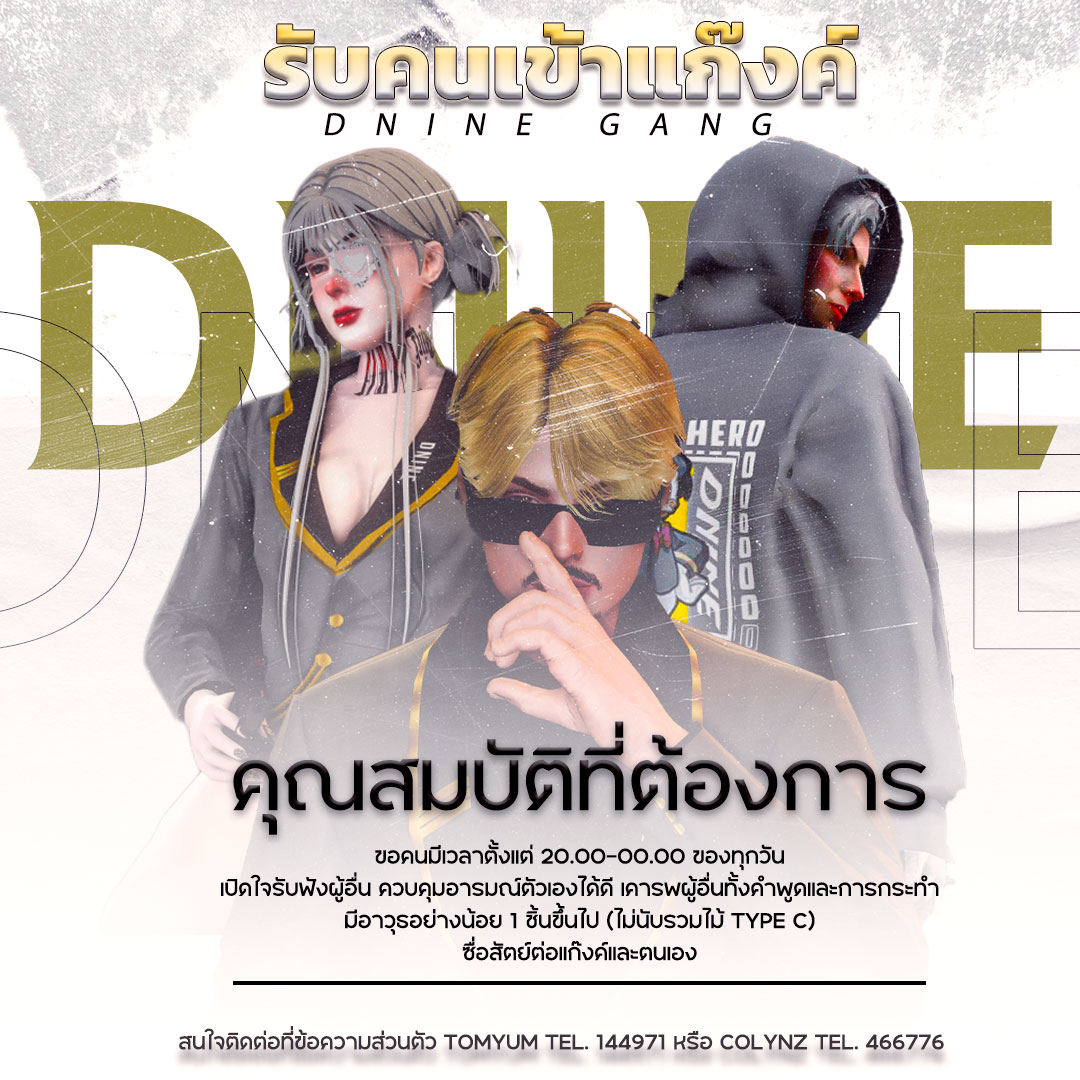 รับคนเข้าแก๊งค์
DNINE GANG
DNINE
DNINE
DNINE
HERO
DNINE
คุณสมบัติที่ต้องการ
ขอคนมีเวลาตั้งแต่ 20.00-00.00 ของทุกวัน
เปิดใจรับฟังผู้อื่น ควบคุมอารมณ์ตัวเองได้ดี เคารพผู้อื่นทั้งคำพูดและการกระทำ
มีอาวุธอย่างน้อย 1 ชิ้นขึ้นไป (ไม่นับรวมไม้ TYPE C)
ซื่อสัตย์ต่อแก๊งค์และตนเอง
สนใจติดต่อที่ข้อความส่วนตัว TOMYUM TEL. 144971 หรือ COLYNZ TEL. 466776